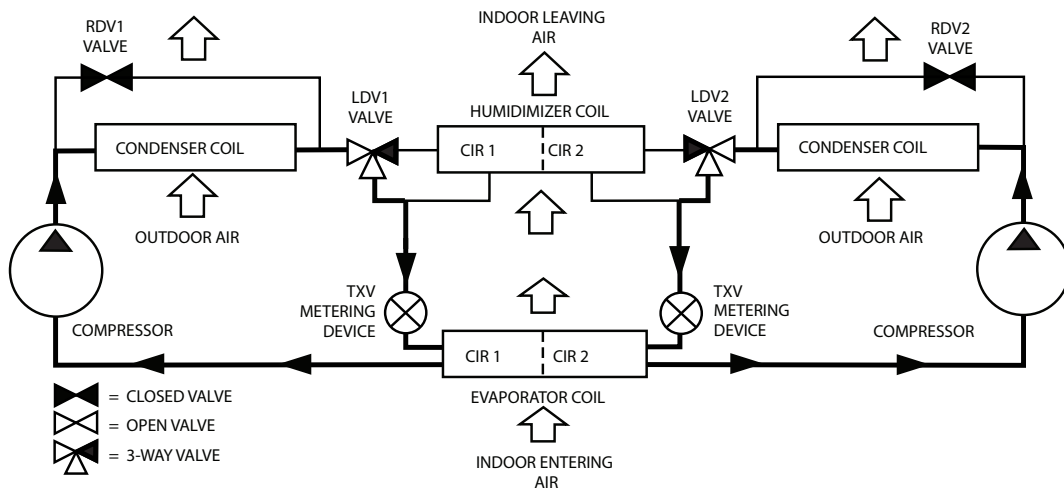 RDV1
VALVE
INDOOR LEAVING
AIR
RDV2
VALVE
LDV1
VALVE
HUMIDIMIZER COIL
LDV2
VALVE
CONDENSER COIL
CIR 1
CIR 2
CONDENSER COIL
OUTDOOR AIR
OUTDOOR AIR
TXV
METERING
DEVICE
TXV
METERING
DEVICE
COMPRESSOR
COMPRESSOR
CIR 1
CIR 2
EVAPORATOR COIL
= CLOSED VALVE
= OPEN VALVE
= 3-WAY VALVE
INDOOR ENTERING
AIR